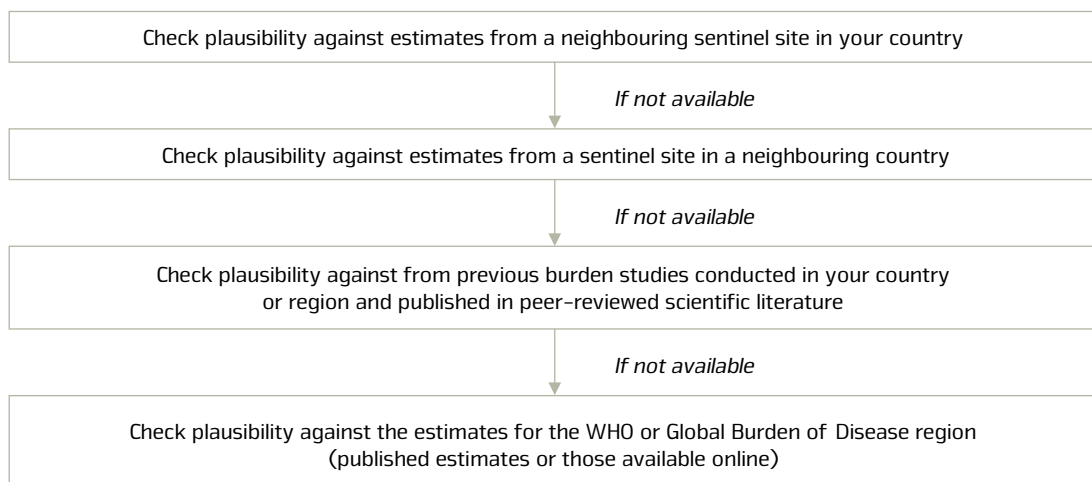 Check plausibility against estimates from a neighbouring sentinel site in your country
If not available
Check plausibility against estimates from a sentinel site in a neighbouring country
If not available
Check plausibility against from previous burden studies conducted in your country
or region and published in peer-reviewed scientific literature
If not available
Check plausibility against the estimates for the WHO or Global Burden of Disease region
(published estimates or those available online)